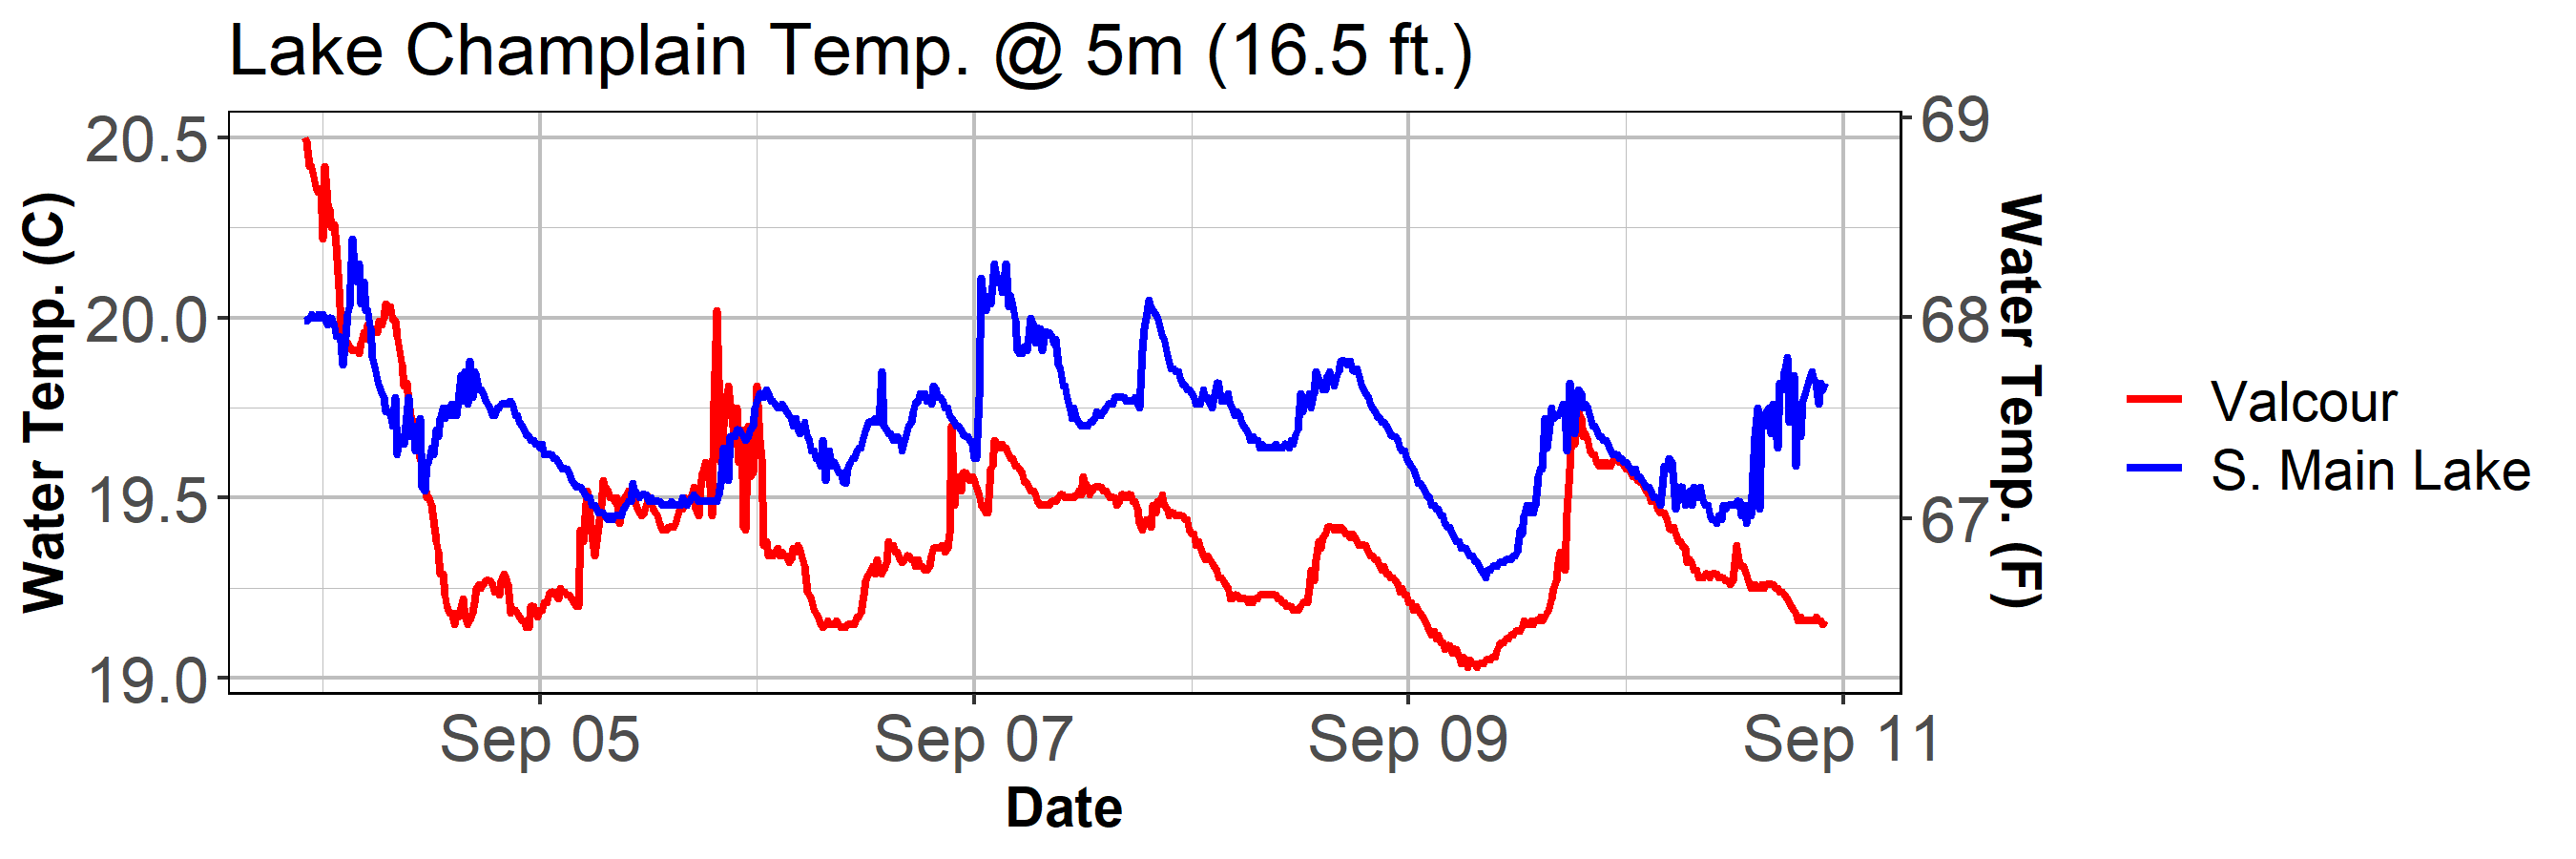 Lake Champlain Temp. @ 5m (16.5 ft.)
Water Temp. (C)
20.5
20.0
19.5
19.0
69
68
67
Water Temp. (F)
Sep 05
Sep 07
Sep 09
Sep 11
Date
Valcour
S. Main Lake